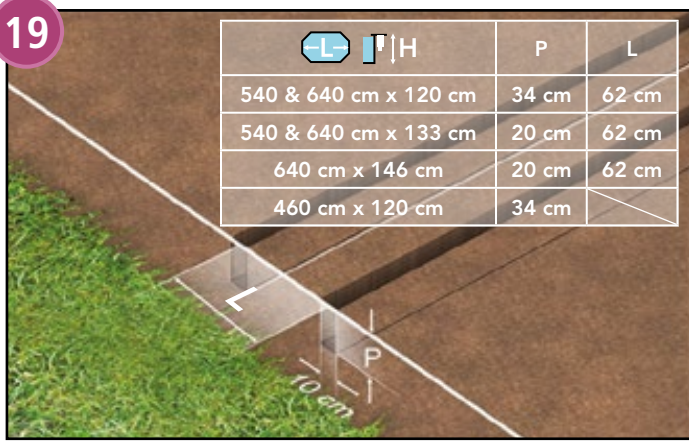 19
L H P L
540 & 640 cm x 120 cm 34 cm 62 cm
540 & 640 cm x 133 cm 20 cm 62 cm
640 cm x 146 cm 20 cm 62 cm
460 cm x 120 cm 34 cm
L
P
10 cm